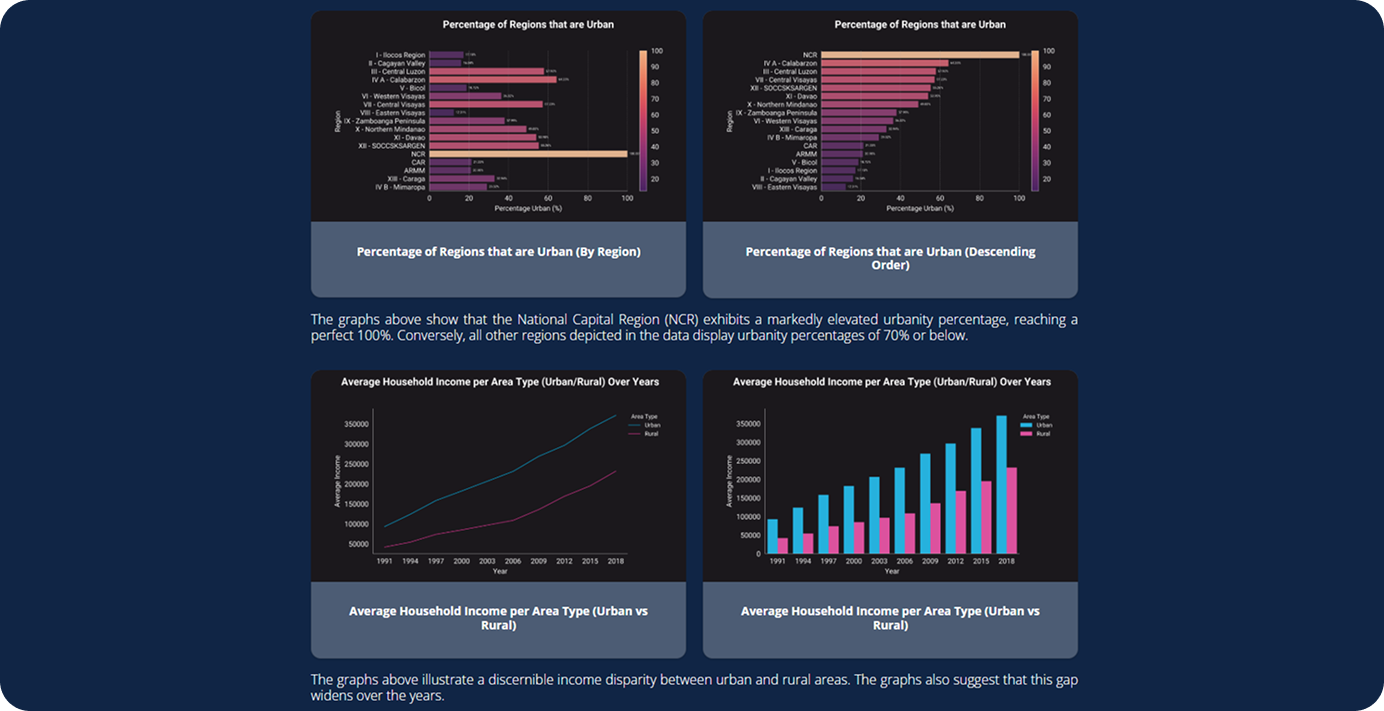 Percentage of Regions that are Urban
Region
I - Ilocos Region
II - Cagayan Valley
III - Central Luzon
IV A - Calabarzon
V - Bicol
VI - Western Visayas
VII - Central Visayas
VIII - Eastern Visayas
IX - Zamboanga Peninsula
X - Northern Mindanao
XI - Davao
XII - SOCCSKSARGEN
NCR
CAR
ARMM
XIII - Caraga
IV B - Mimaropa
0 20 40 60 80 100
Percentage Urban (%)
100
90
80
70
60
50
40
30
20
Percentage of Regions that are Urban (By Region)
Percentage of Regions that are Urban
Region
NCR
IV A - Calabarzon
III - Central Luzon
VII - Central Visayas
XII - SOCCSKSARGEN
XI - Davao
X - Northern Mindanao
IX - Zamboanga Peninsula
VI - Western Visayas
XIII - Caraga
IV B - Mimaropa
CAR
ARMM
V - Bicol
I - Ilocos Region
II - Cagayan Valley
VIII - Eastern Visayas
0 20 40 60 80 100
Percentage Urban (%)
100
90
80
70
60
50
40
30
20
Percentage of Regions that are Urban (Descending
Order)
The graphs above show that the National Capital Region (NCR) exhibits a markedly elevated urbanity percentage, reaching a
perfect 100%. Conversely, all other regions depicted in the data display urbanity percentages of 70% or below.
Average Household Income per Area Type (Urban/Rural) Over Years
Average Income
350000
300000
250000
200000
150000
100000
50000
1991 1994 1997 2000 2003 2006 2009 2012 2015 2018
Year
Area Type
Urban
Rural
Average Household Income per Area Type (Urban vs
Rural)
Average Household Income per Area Type (Urban/Rural) Over Years
Average Income
350000
300000
250000
200000
150000
100000
50000
0
1991 1994 1997 2000 2003 2006 2009 2012 2015 2018
Year
Area Type
Urban
Rural
Average Household Income per Area Type (Urban vs
Rural)
The graphs above illustrate a discernible income disparity between urban and rural areas. The graphs also suggest that this gap
widens over the years.